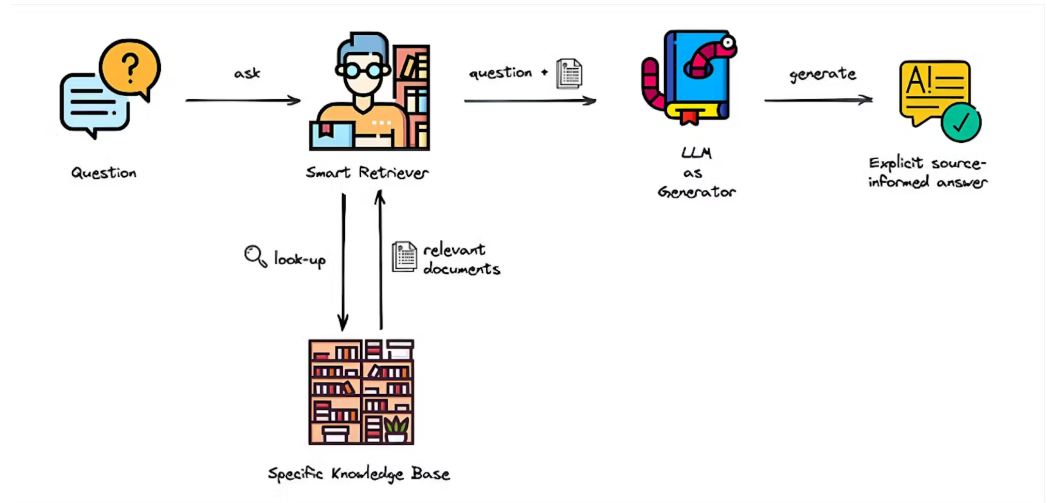 ?
ask
question +
generate
A!
Question
Smart Retriever
LLM
as
Generator
Explicit source-
informed answer
look-up
relevant
documents
Specific Knowledge Base